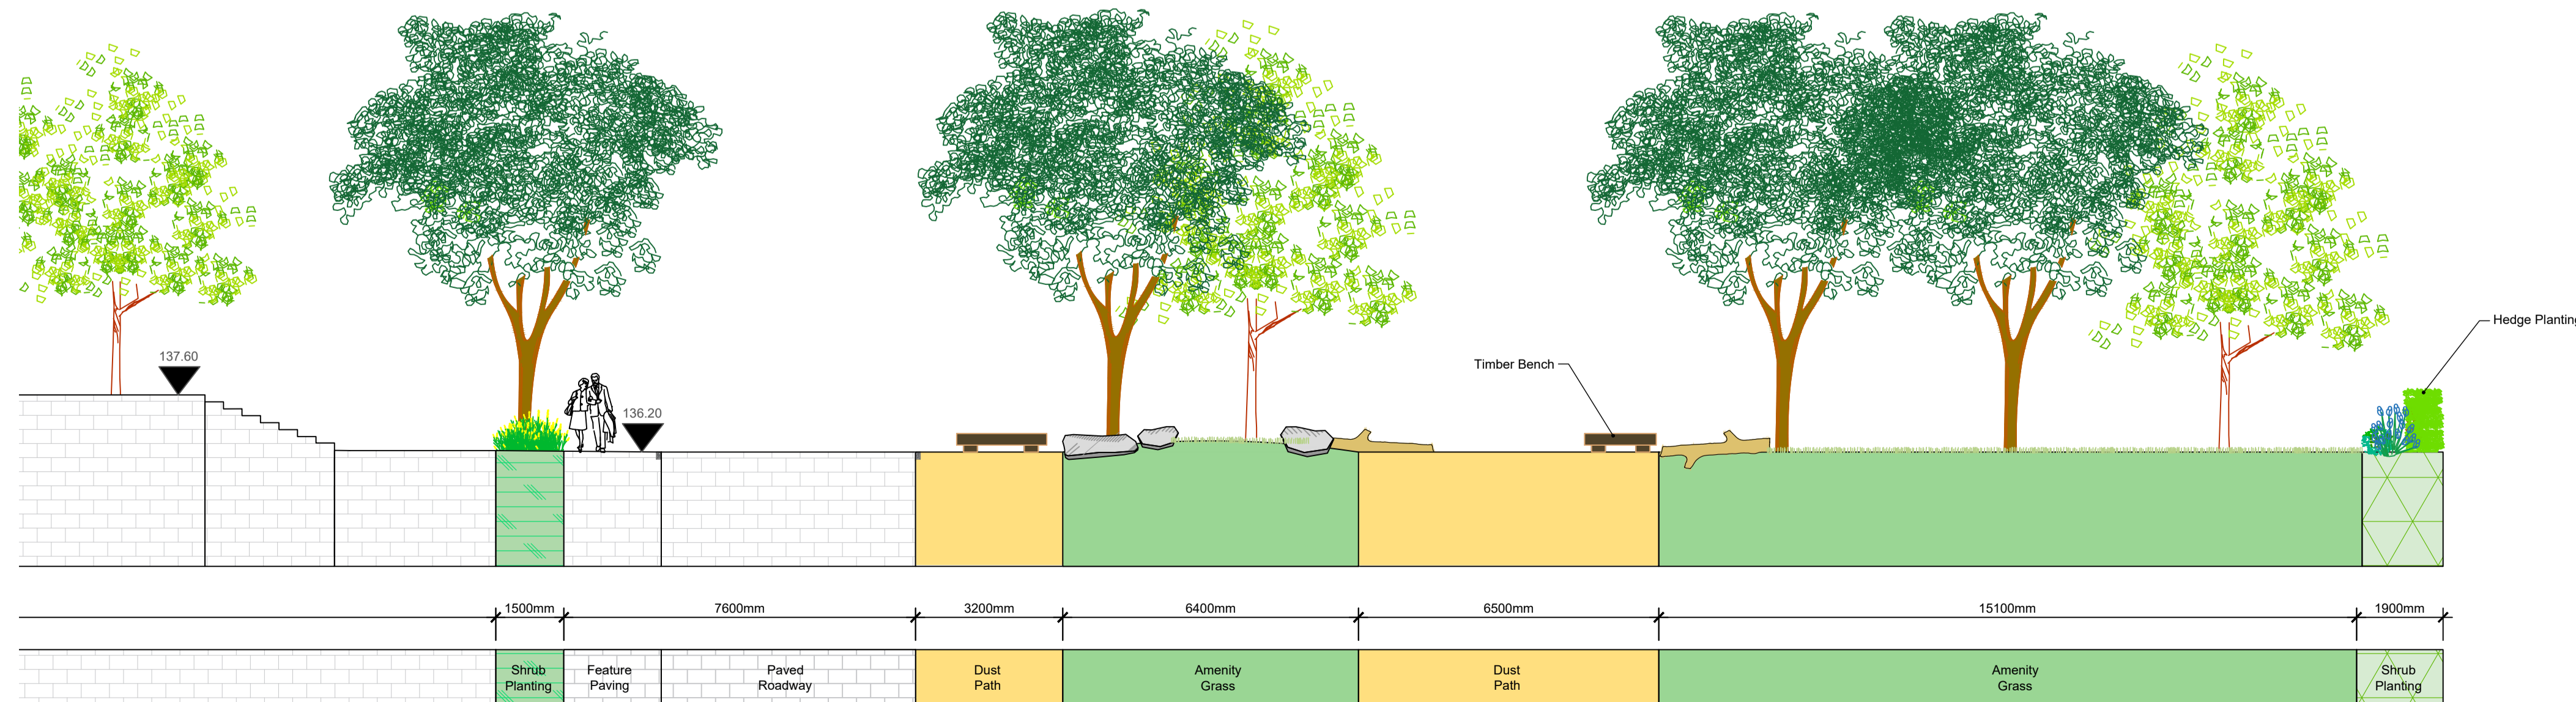 137.60
136.20
Timber Bench
Hedge Planting
1500mm
7600mm
3200mm
6400mm
6500mm
15100mm
1900mm
Shrub
Planting
Feature
Paving
Paved
Roadway
Dust
Path
Amenity
Grass
Dust
Path
Amenity
Grass
Shrub
Planting